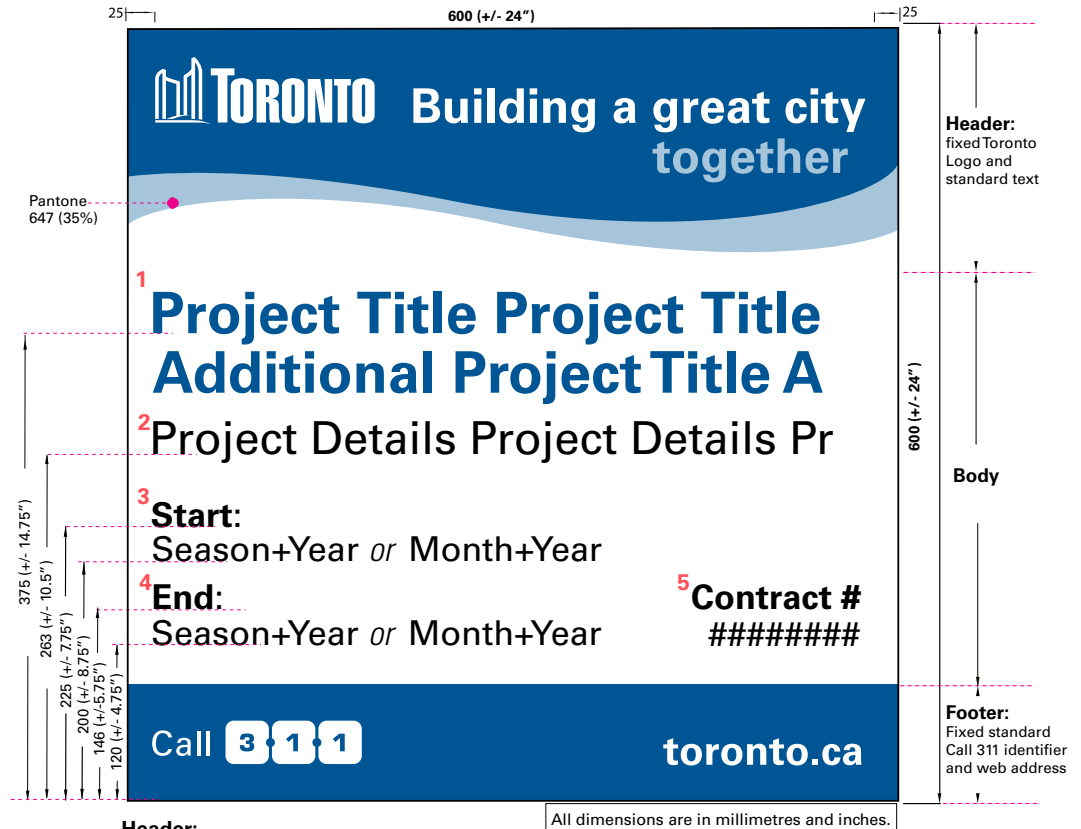 25
600 (+/- 24”)
25
TORONTO
Building a great city
together
Header:
fixed Toronto
Logo and
standard text
Pantone
647 (35%)
1
Project Title Project Title
Additional Project Title A
2
Project Details Project Details Pr
3
Start:
Season+Year or Month+Year
4
End:
Season+Year or Month+Year
5
Contract #
########
600 (+/- 24”)
Body
375 (+/- 14.75”)
263 (+/- 10.5”)
225 (+/- 7.75”)
200 (+/- 8.75”)
146 (+/-5.75”)
120 (+/- 4.75”)
Call 3 1 1
toronto.ca
Footer:
Fixed standard
Call 311 identifier
and web address
Header:
All dimensions are in millimetres and inches.